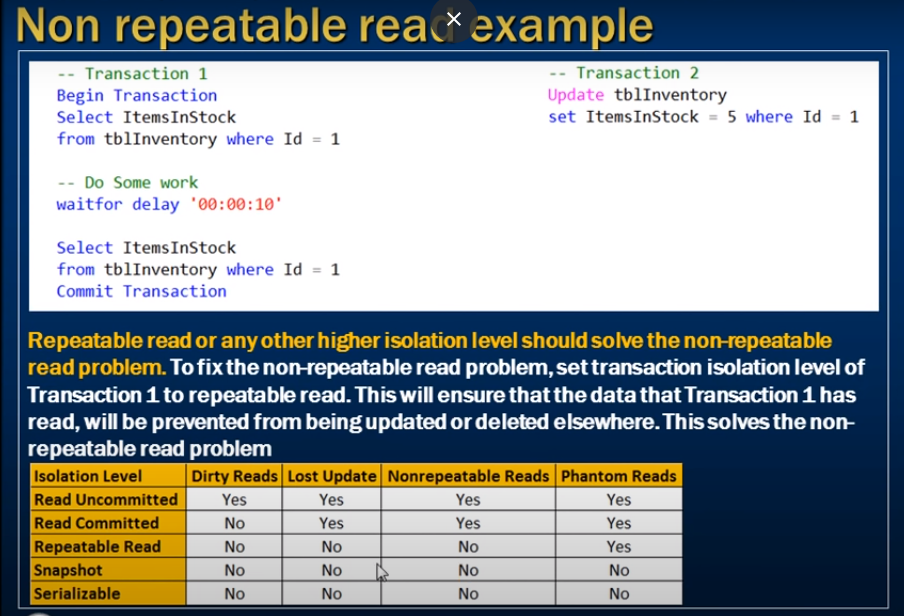 Non repeatable read example
-- Transaction 1
Begin Transaction
Select ItemsInStock
from tblInventory where Id = 1
-- Do Some work
waitfor delay '00:00:10'
Select ItemsInStock
from tblInventory where Id = 1
Commit Transaction
-- Transaction 2
Update tblInventory
set ItemsInStock = 5 where Id = 1
Repeatable read or any other higher isolation level should solve the non-repeatable
read problem. To fix the non-repeatable read problem, set transaction isolation level of
Transaction 1 to repeatable read. This will ensure that the data that Transaction 1 has
read, will be prevented from being updated or deleted elsewhere. This solves the non-
repeatable read problem
Isolation Level Dirty Reads Lost Update Nonrepeatable Reads Phantom Reads
Read Uncommitted Yes Yes Yes Yes
Read Committed No Yes Yes Yes
Repeatable Read No No No Yes
Snapshot No No No No
Serializable No No No No